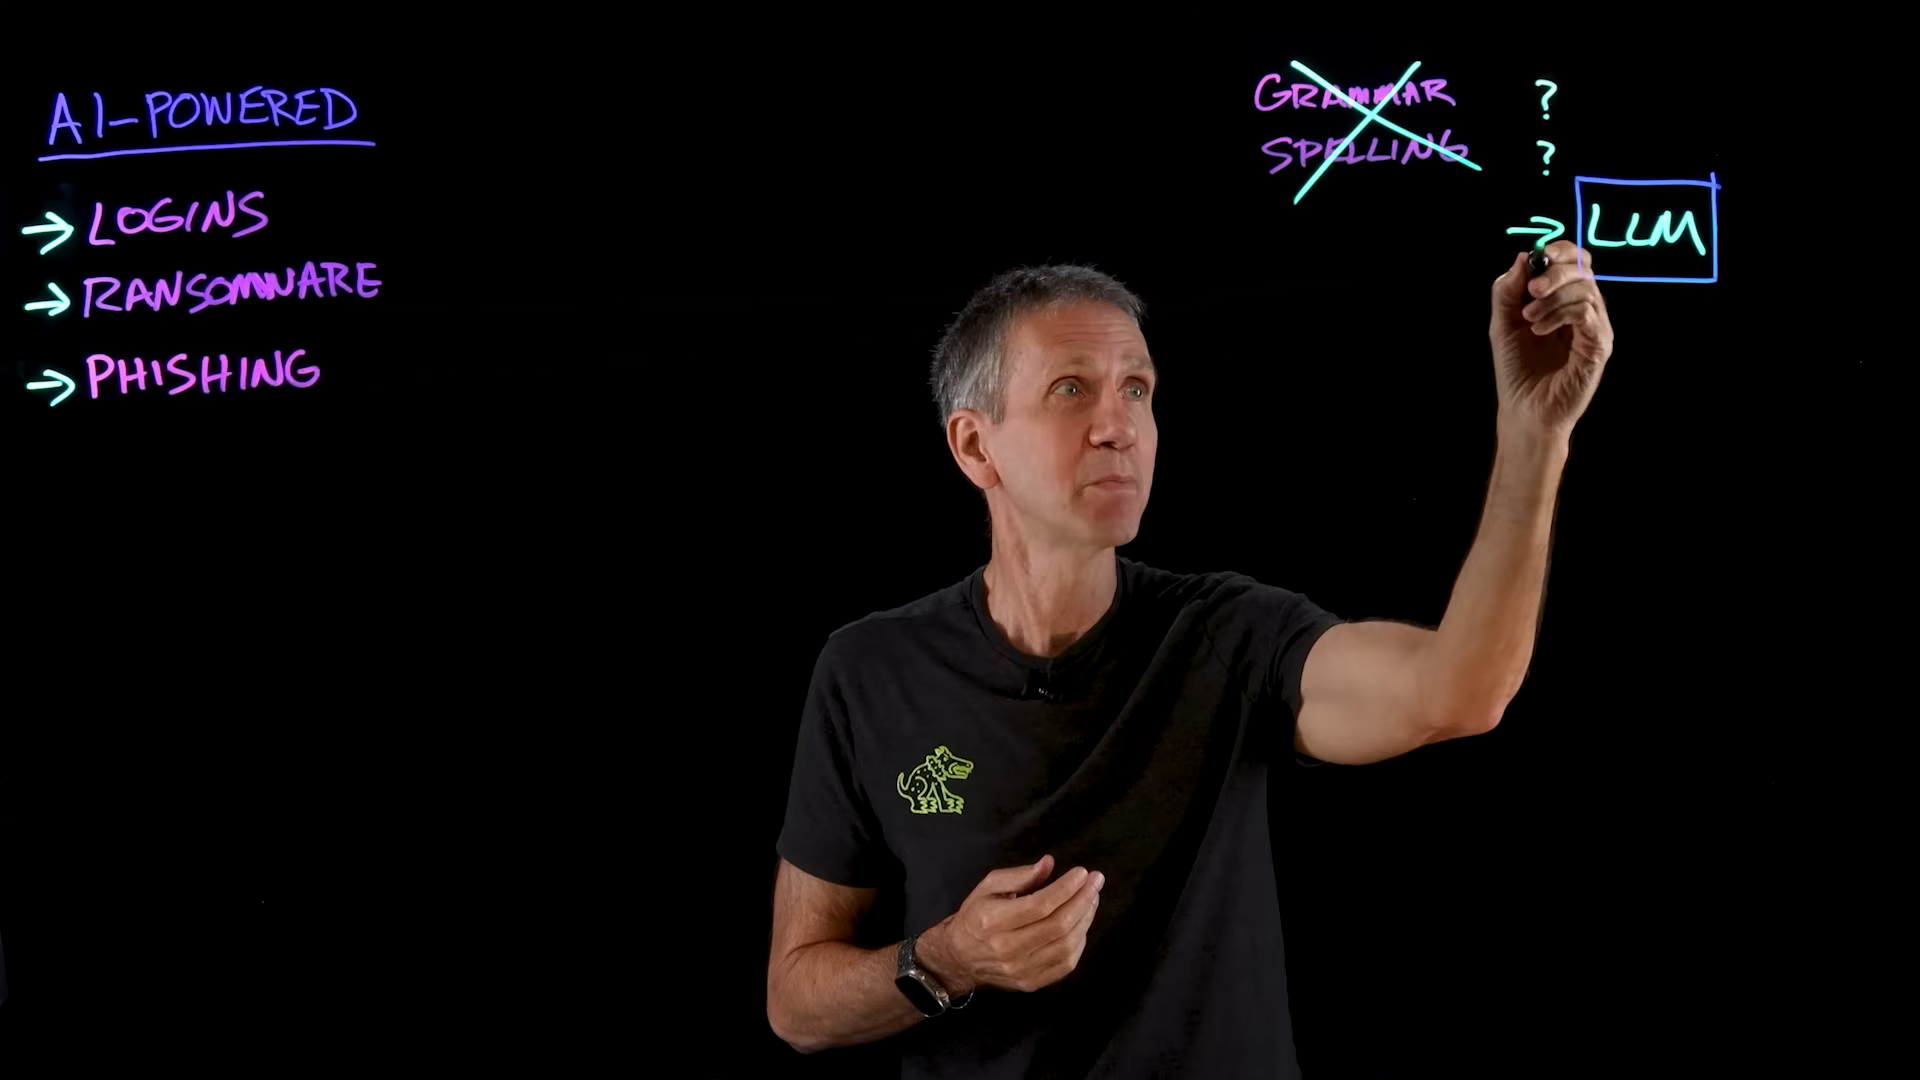 AI-POWERED
→ LOGINS
→ RANSOMWARE
→ PHISHING
GRAMMAR ?
SPELLING ?
→ LLM